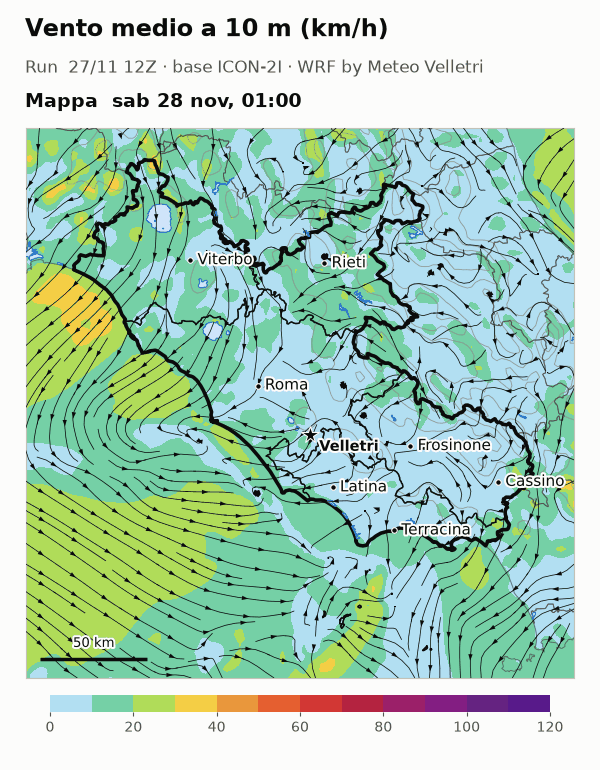 Vento medio a 10 m (km/h)
Run  27/11 12Z · base ICON-2I · WRF by Meteo Velletri
Mappa  sab 28 nov, 01:00
Viterbo
Rieti
Roma
Velletri
Frosinone
Cassino
Latina
Terracina
50 km
0 20 40 60 80 100 120